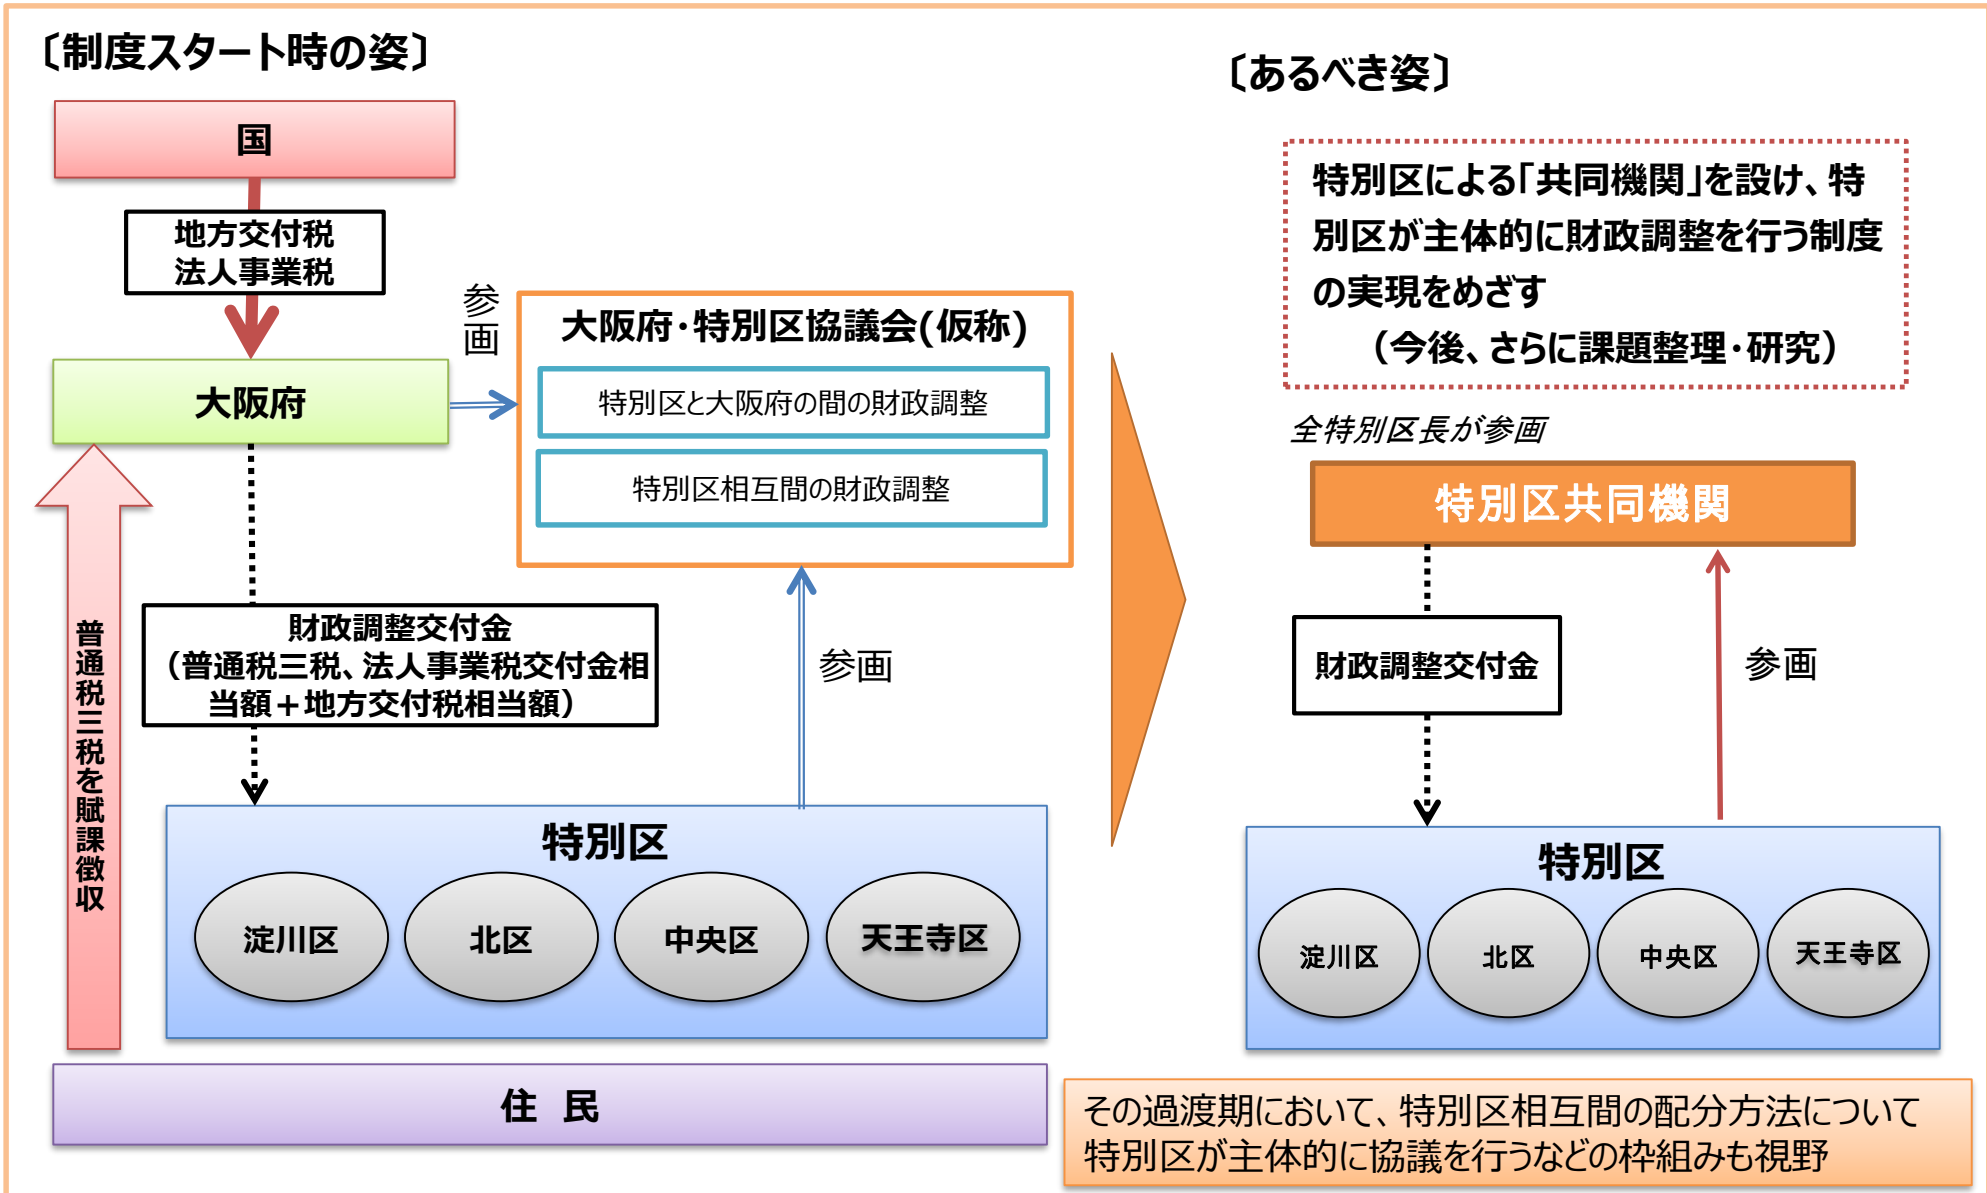 〔制度スタート時の姿〕
国
地方交付税
法人事業税
大阪府
参画
大阪府・特別区協議会(仮称)
特別区と大阪府の間の財政調整
特別区相互間の財政調整
普通税三税を賦課徴収
財政調整交付金
（普通税三税、法人事業税交付金相
当額＋地方交付税相当額）
参画
特別区
淀川区
北区
中央区
天王寺区
住　民
〔あるべき姿〕
特別区による「共同機関」を設け、特
別区が主体的に財政調整を行う制度
の実現をめざす
（今後、さらに課題整理・研究）
全特別区長が参画
特別区共同機関
財政調整交付金
参画
特別区
淀川区
北区
中央区
天王寺区
その過渡期において、特別区相互間の配分方法について
特別区が主体的に協議を行うなどの枠組みも視野